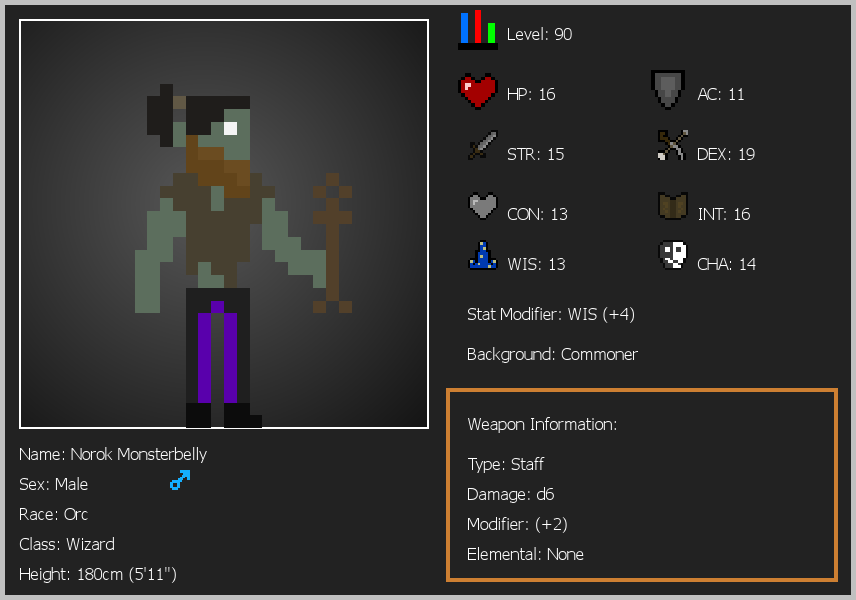 Level: 90
HP: 16
AC: 11
STR: 15
DEX: 19
CON: 13
INT: 16
WIS: 13
CHA: 14
Stat Modifier: WIS (+4)
Background: Commoner
Weapon Information:
Type: Staff
Damage: d6
Modifier: (+2)
Elemental: None
Name: Norok Monsterbelly
Sex: Male
Race: Orc
Class: Wizard
Height: 180cm (5'11")